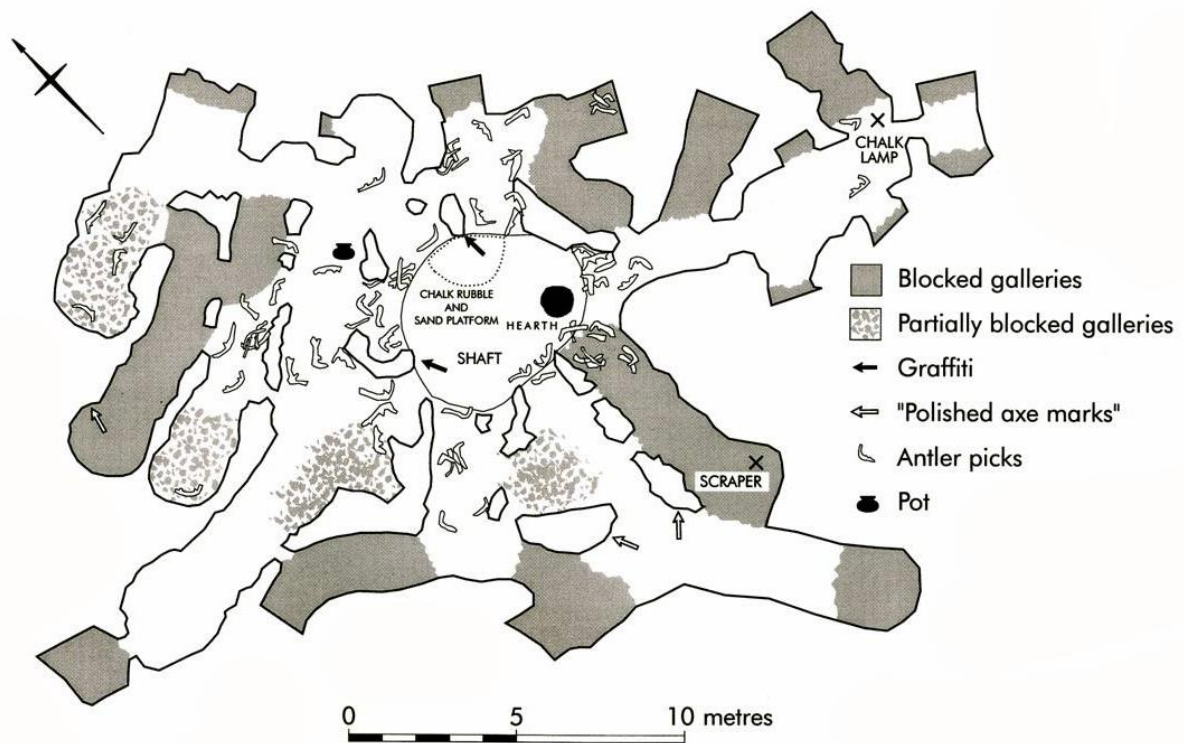 CHALK
LAMP
CHALK RUBBLE
AND
SAND PLATFORM
HEARTH
SHAFT
SCRAPER
Blocked galleries
Partially blocked galleries
Graffiti
"Polished axe marks"
Antler picks
Pot
0 5 10 metres